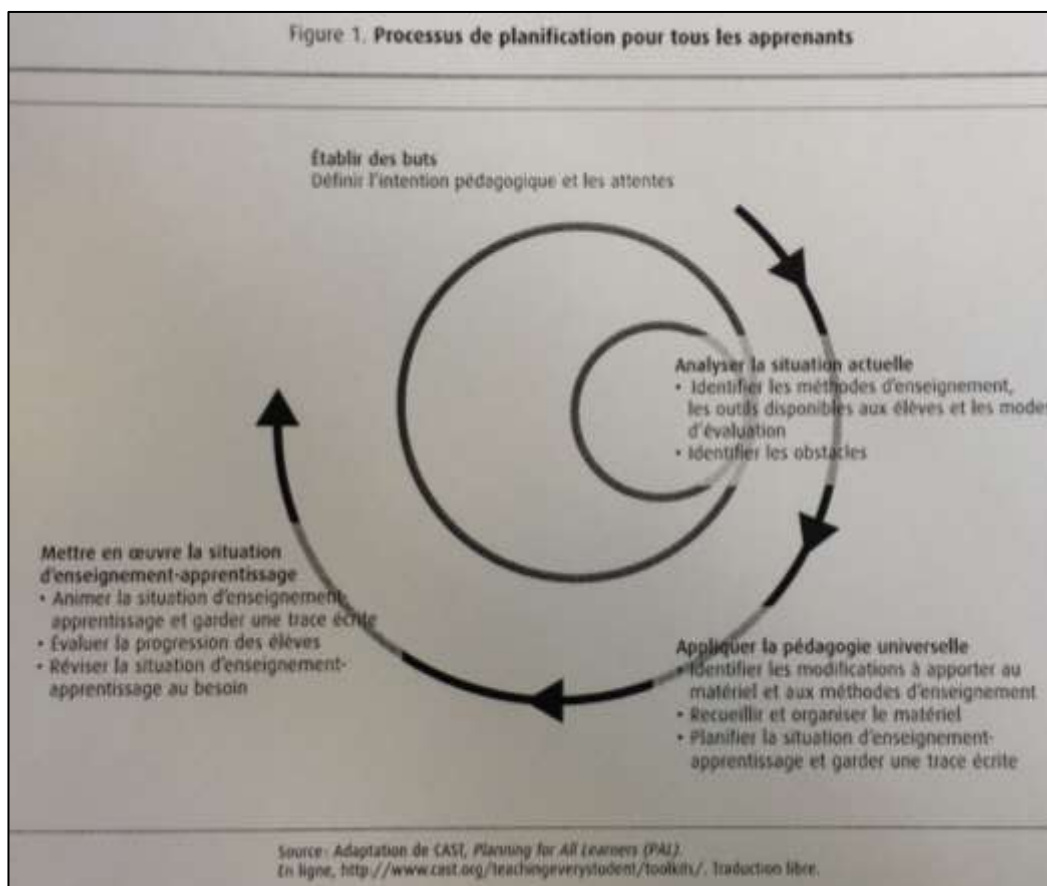 Figure 1. Processus de planification pour tous les apprenants
Établir des buts
Définir l'intention pédagogique et les attentes
Analyser la situation actuelle
• Identifier les méthodes d'enseignement,
les outils disponibles aux élèves et les modes
d'évaluation
• Identifier les obstacles
Appliquer la pédagogie universelle
• Identifier les modifications à apporter au
matériel et aux méthodes d'enseignement
• Recueillir et organiser le matériel
• Planifier la situation d'enseignement-
apprentissage et garder une trace écrite
Mettre en œuvre la situation
d'enseignement-apprentissage
• Animer la situation d'enseignement-
apprentissage et garder une trace écrite
• Évaluer la progression des élèves
• Réviser la situation d'enseignement-
apprentissage au besoin
Source: Adaptation de CAST, Planning for All Learners (PAL).
En ligne, http://www.cast.org/teachingeverystudent/toolkits/. Traduction libre.